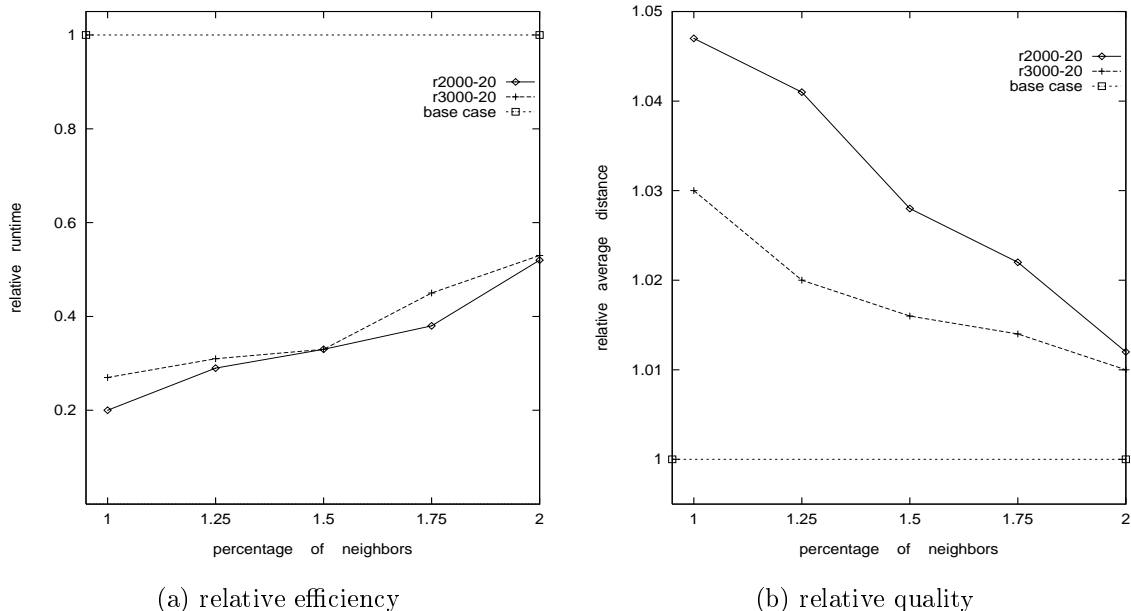 1
0.8
0.6
0.4
0.2
relative runtime
r2000-20
r3000-20
base case
1 1.25 1.5 1.75 2
percentage of neighbors
(a) relative efficiency
1.05
1.04
1.03
1.02
1.01
1
relative average distance
r2000-20
r3000-20
base case
1 1.25 1.5 1.75 2
percentage of neighbors
(b) relative quality